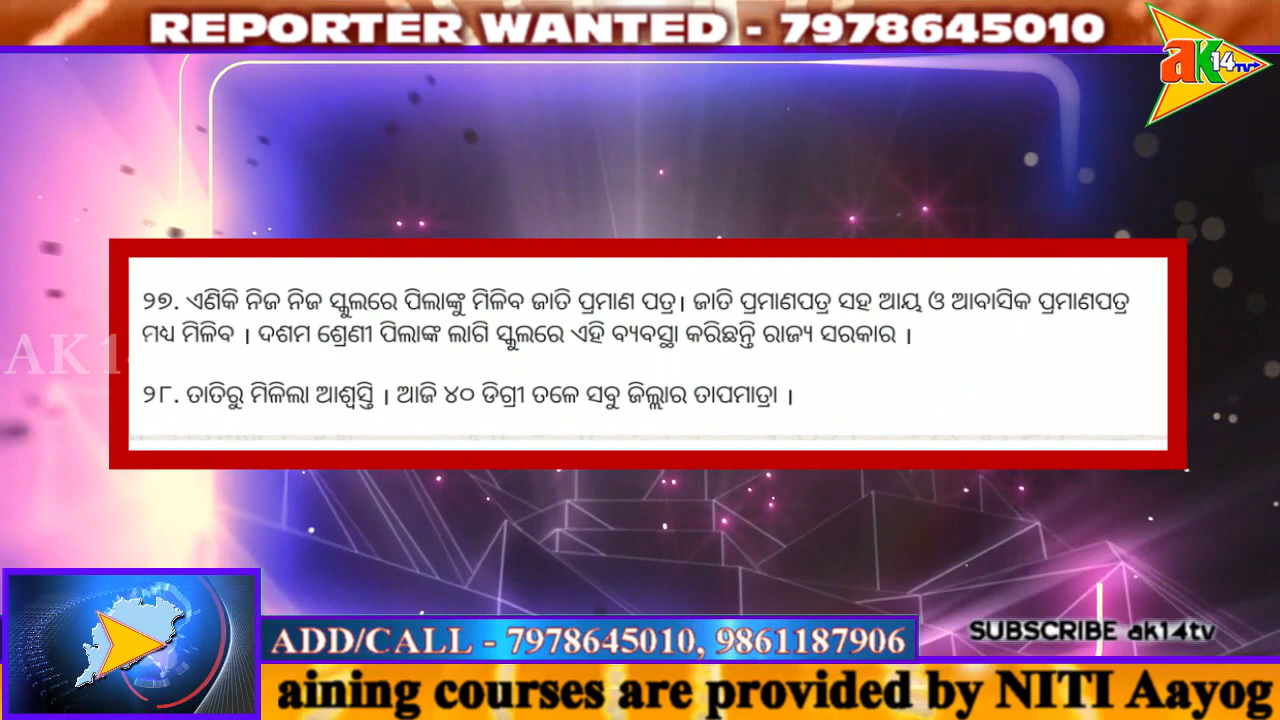 REPORTER WANTED - 7978645010
ak14TV
୨୭. ଏଣିକି ନିଜ ନିଜ ସ୍କୁଲରେ ପିଲାଙ୍କୁ ମିଳିବ ଜାତି ପ୍ରମାଣ ପତ୍ର। ଜାତି ପ୍ରମାଣପତ୍ର ସହ ଆୟ ଓ ଆବାସିକ ପ୍ରମାଣପତ୍ର
ମଧ୍ୟ ମିଳିବ । ଦଶମ ଶ୍ରେଣୀ ପିଲାଙ୍କ ଲାଗି ସ୍କୁଲରେ ଏହି ବ୍ୟବସ୍ଥା କରିଛନ୍ତି ରାଜ୍ୟ ସରକାର ।
AK 1
୨୮. ତାତିରୁ ମିଳିଲା ଆଶ୍ୱସ୍ତି । ଆଜି ୪୦ ଡିଗ୍ରୀ ତଳେ ସବୁ ଜିଲ୍ଲାର ତାପମାତ୍ରା ।
ADD/CALL - 7978645010, 9861187906
SUBSCRIBE ak14tv
aining courses are provided by NITI Aayog